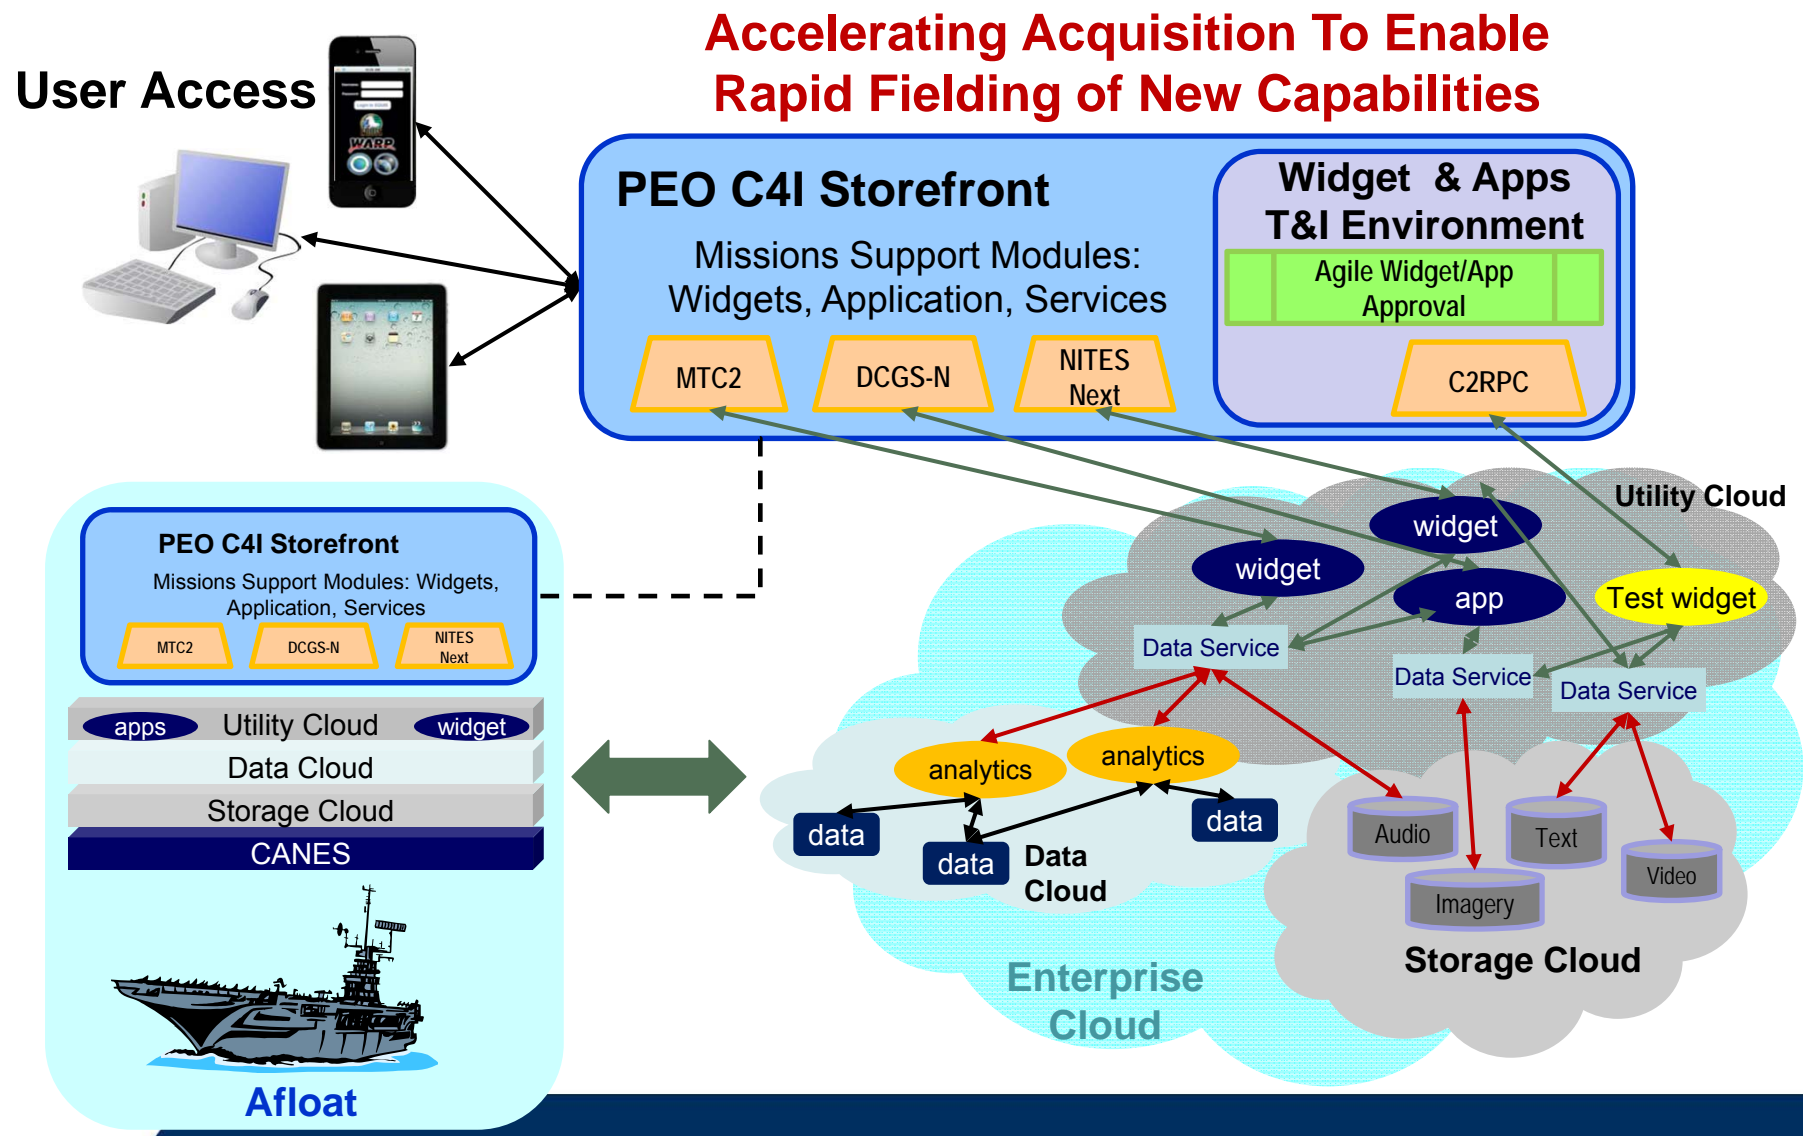 Accelerating Acquisition To Enable
Rapid Fielding of New Capabilities
User Access
WARP
PEO C4I Storefront
Missions Support Modules:
Widgets, Application, Services
MTC2
DCGS-N
NITES
Next
Widget & Apps
T&I Environment
Agile Widget/App
Approval
C2RPC
PEO C4I Storefront
Missions Support Modules: Widgets,
Application, Services
MTC2
DCGS-N
NITES
Next
apps
Utility Cloud
widget
Data Cloud
Storage Cloud
CANES
Afloat
Utility Cloud
widget
widget
app
Test widget
Data Service
Data Service
Data Service
analytics
analytics
data
data
data
Data
Cloud
Audio
Text
Imagery
Video
Storage Cloud
Enterprise
Cloud